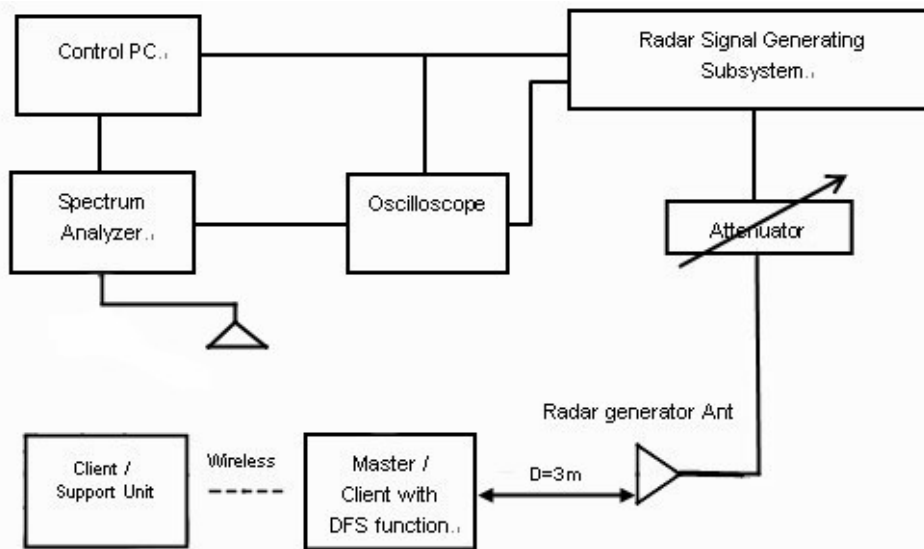 Control PC
Radar Signal Generating
Subsystem
Spectrum
Analyzer
Oscilloscope
Attenuator
Radar generator Ant
Client /
Support Unit
Wireless
Master /
Client with
DFS function
D=3m